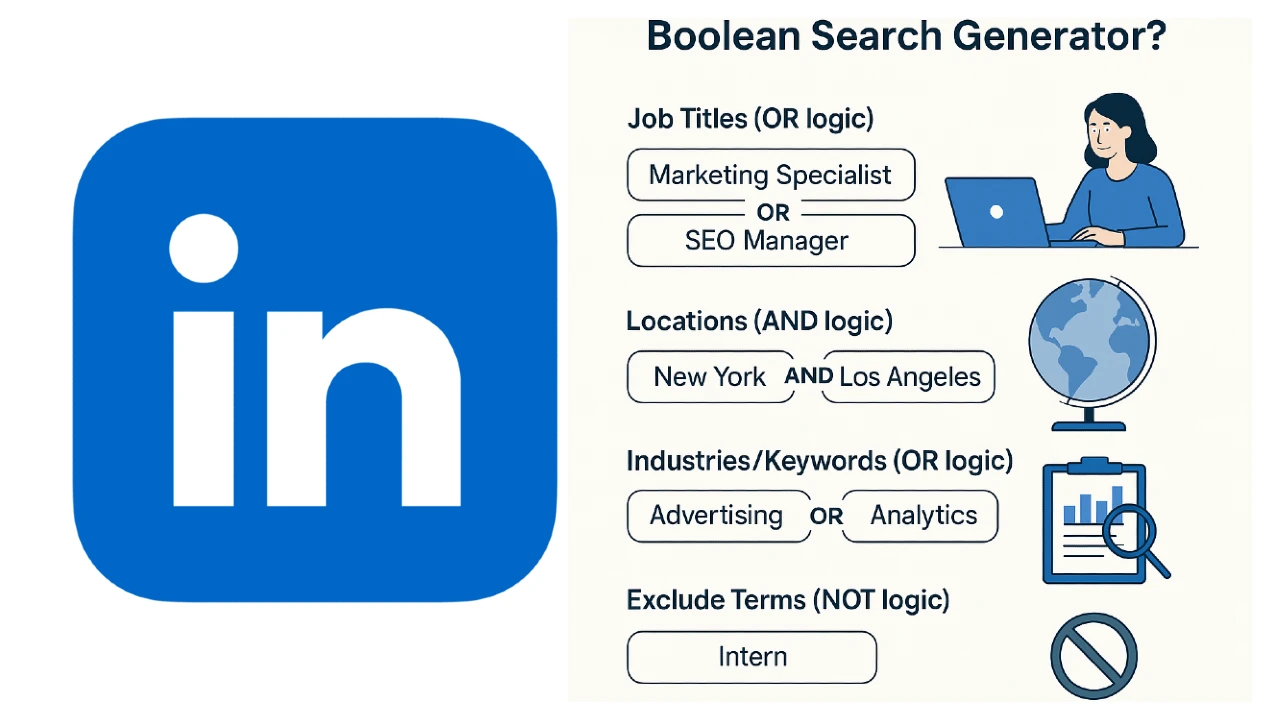 in
Boolean Search Generator?
Job Titles (OR logic)
Marketing Specialist
OR
SEO Manager
Locations (AND logic)
New York AND Los Angeles
Industries/Keywords (OR logic)
Advertising OR Analytics
Exclude Terms (NOT logic)
Intern